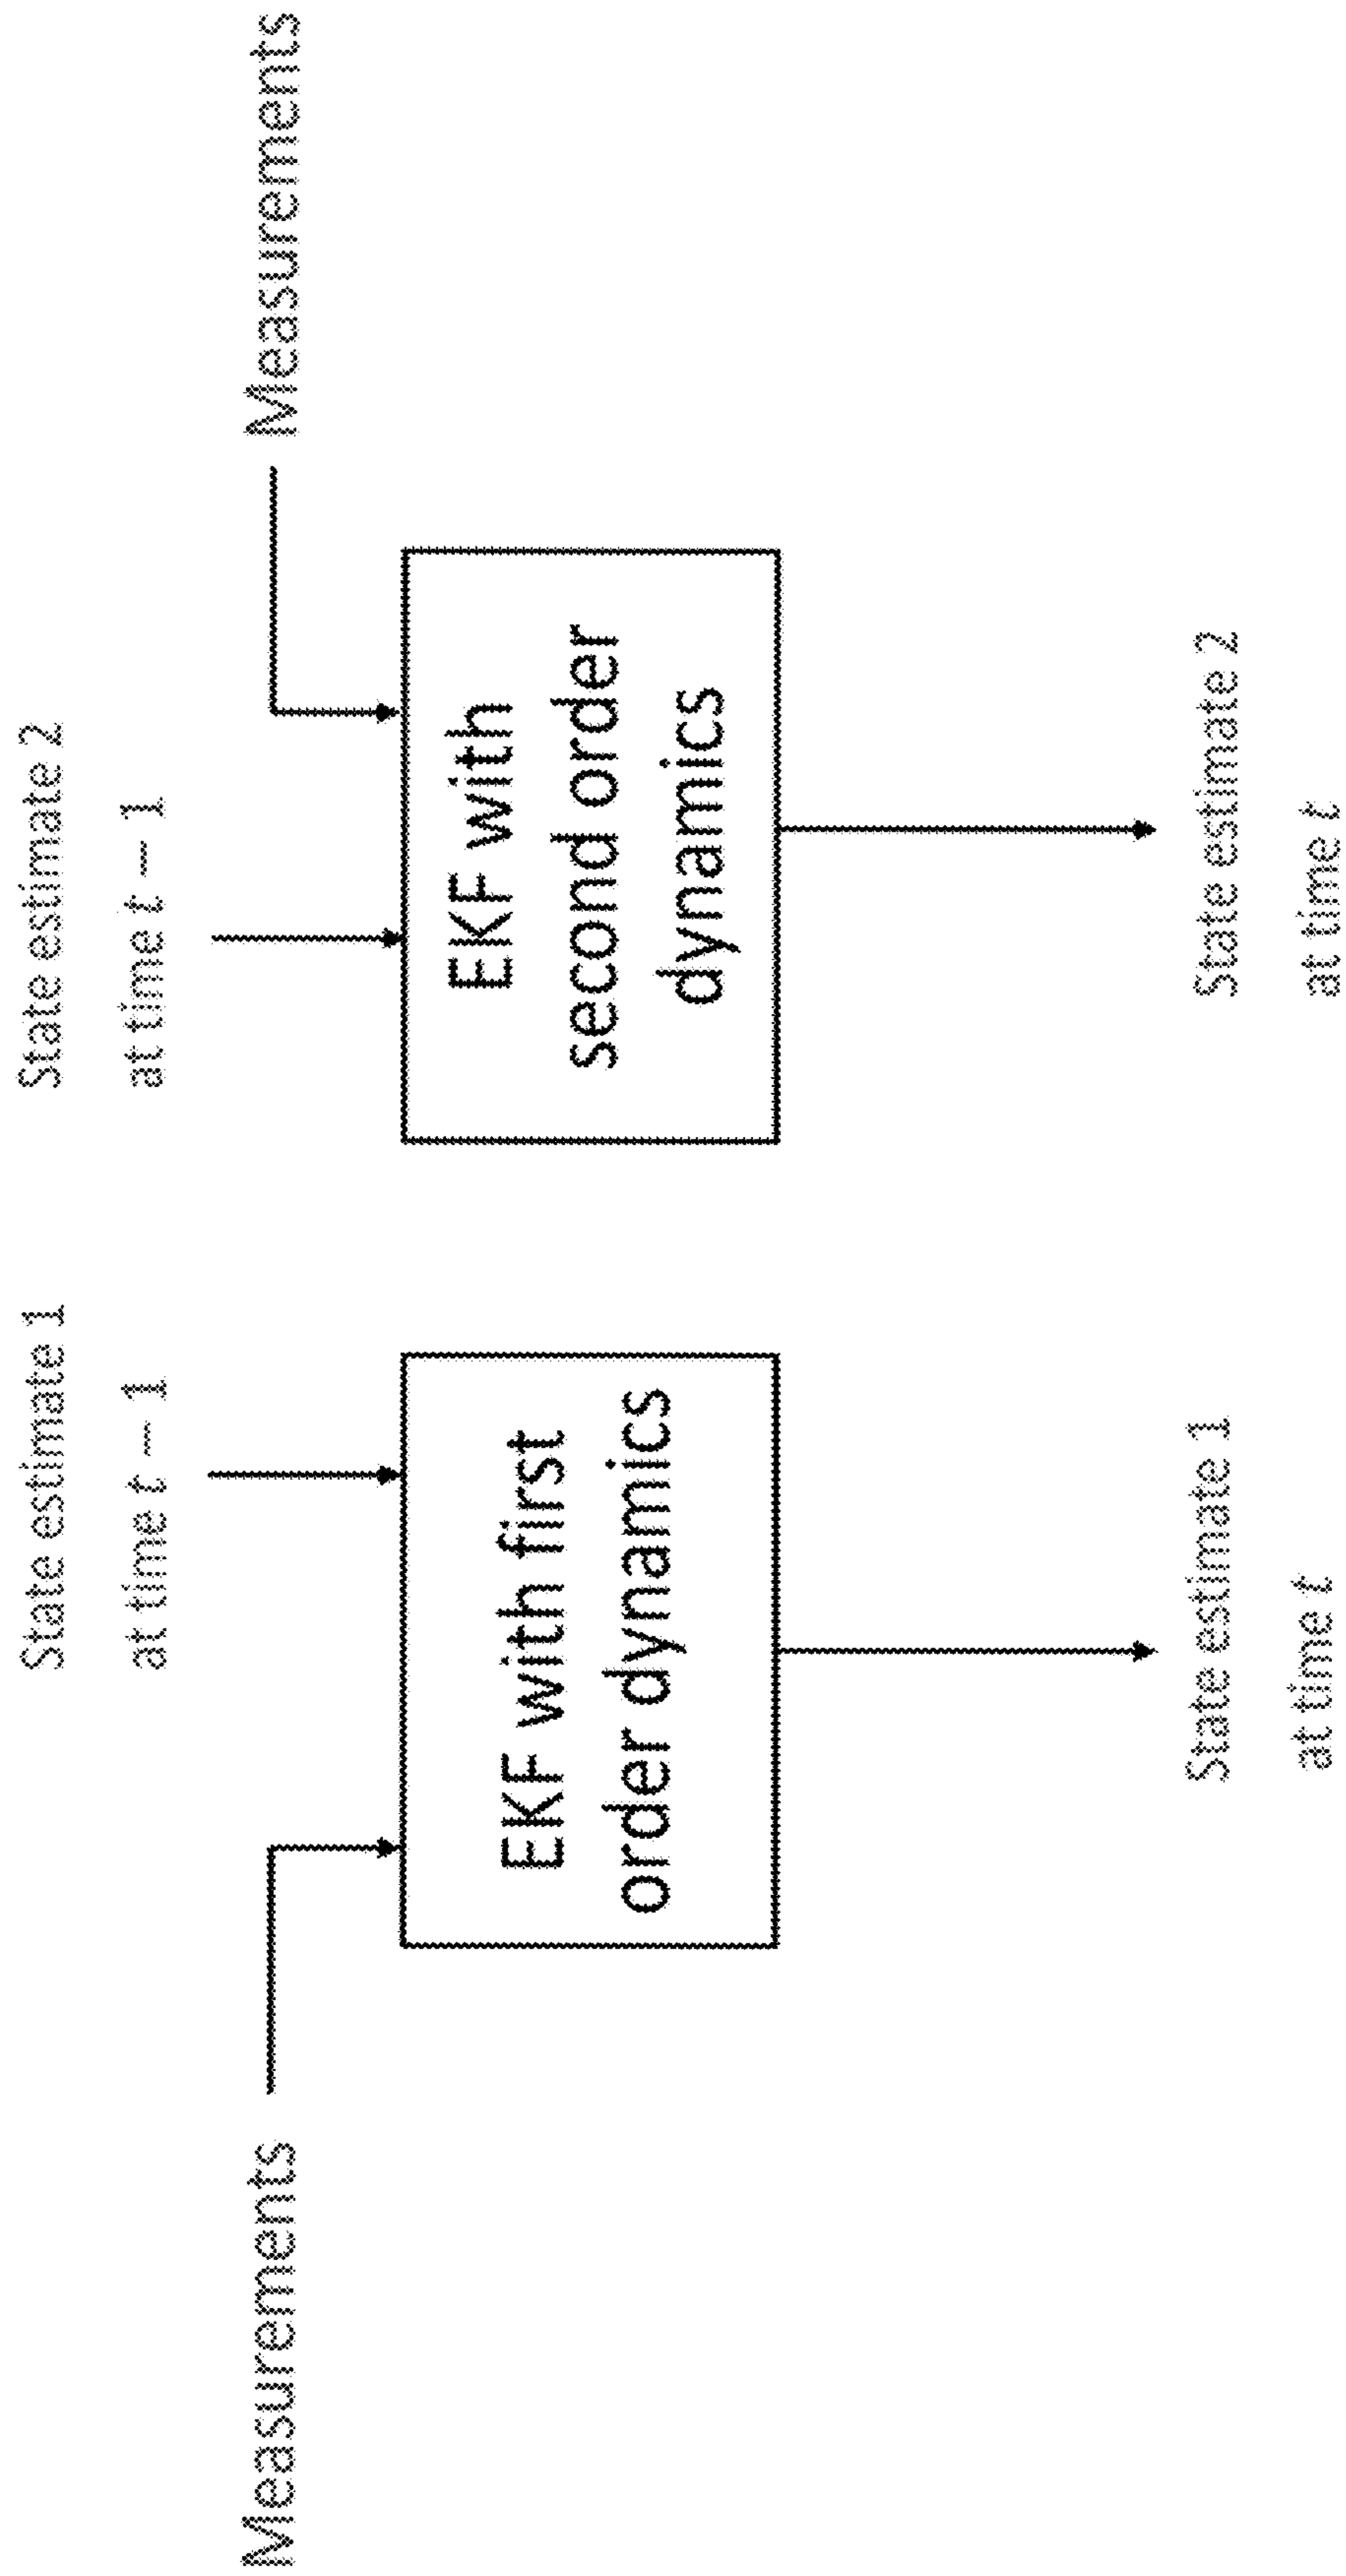 State estimate 1
at time t – 1
State estimate 2
at time t – 1
Measurements
Measurements
EKF with first
order dynamics
EKF with
second order
dynamics
State estimate 1
at time t
State estimate 2
at time t